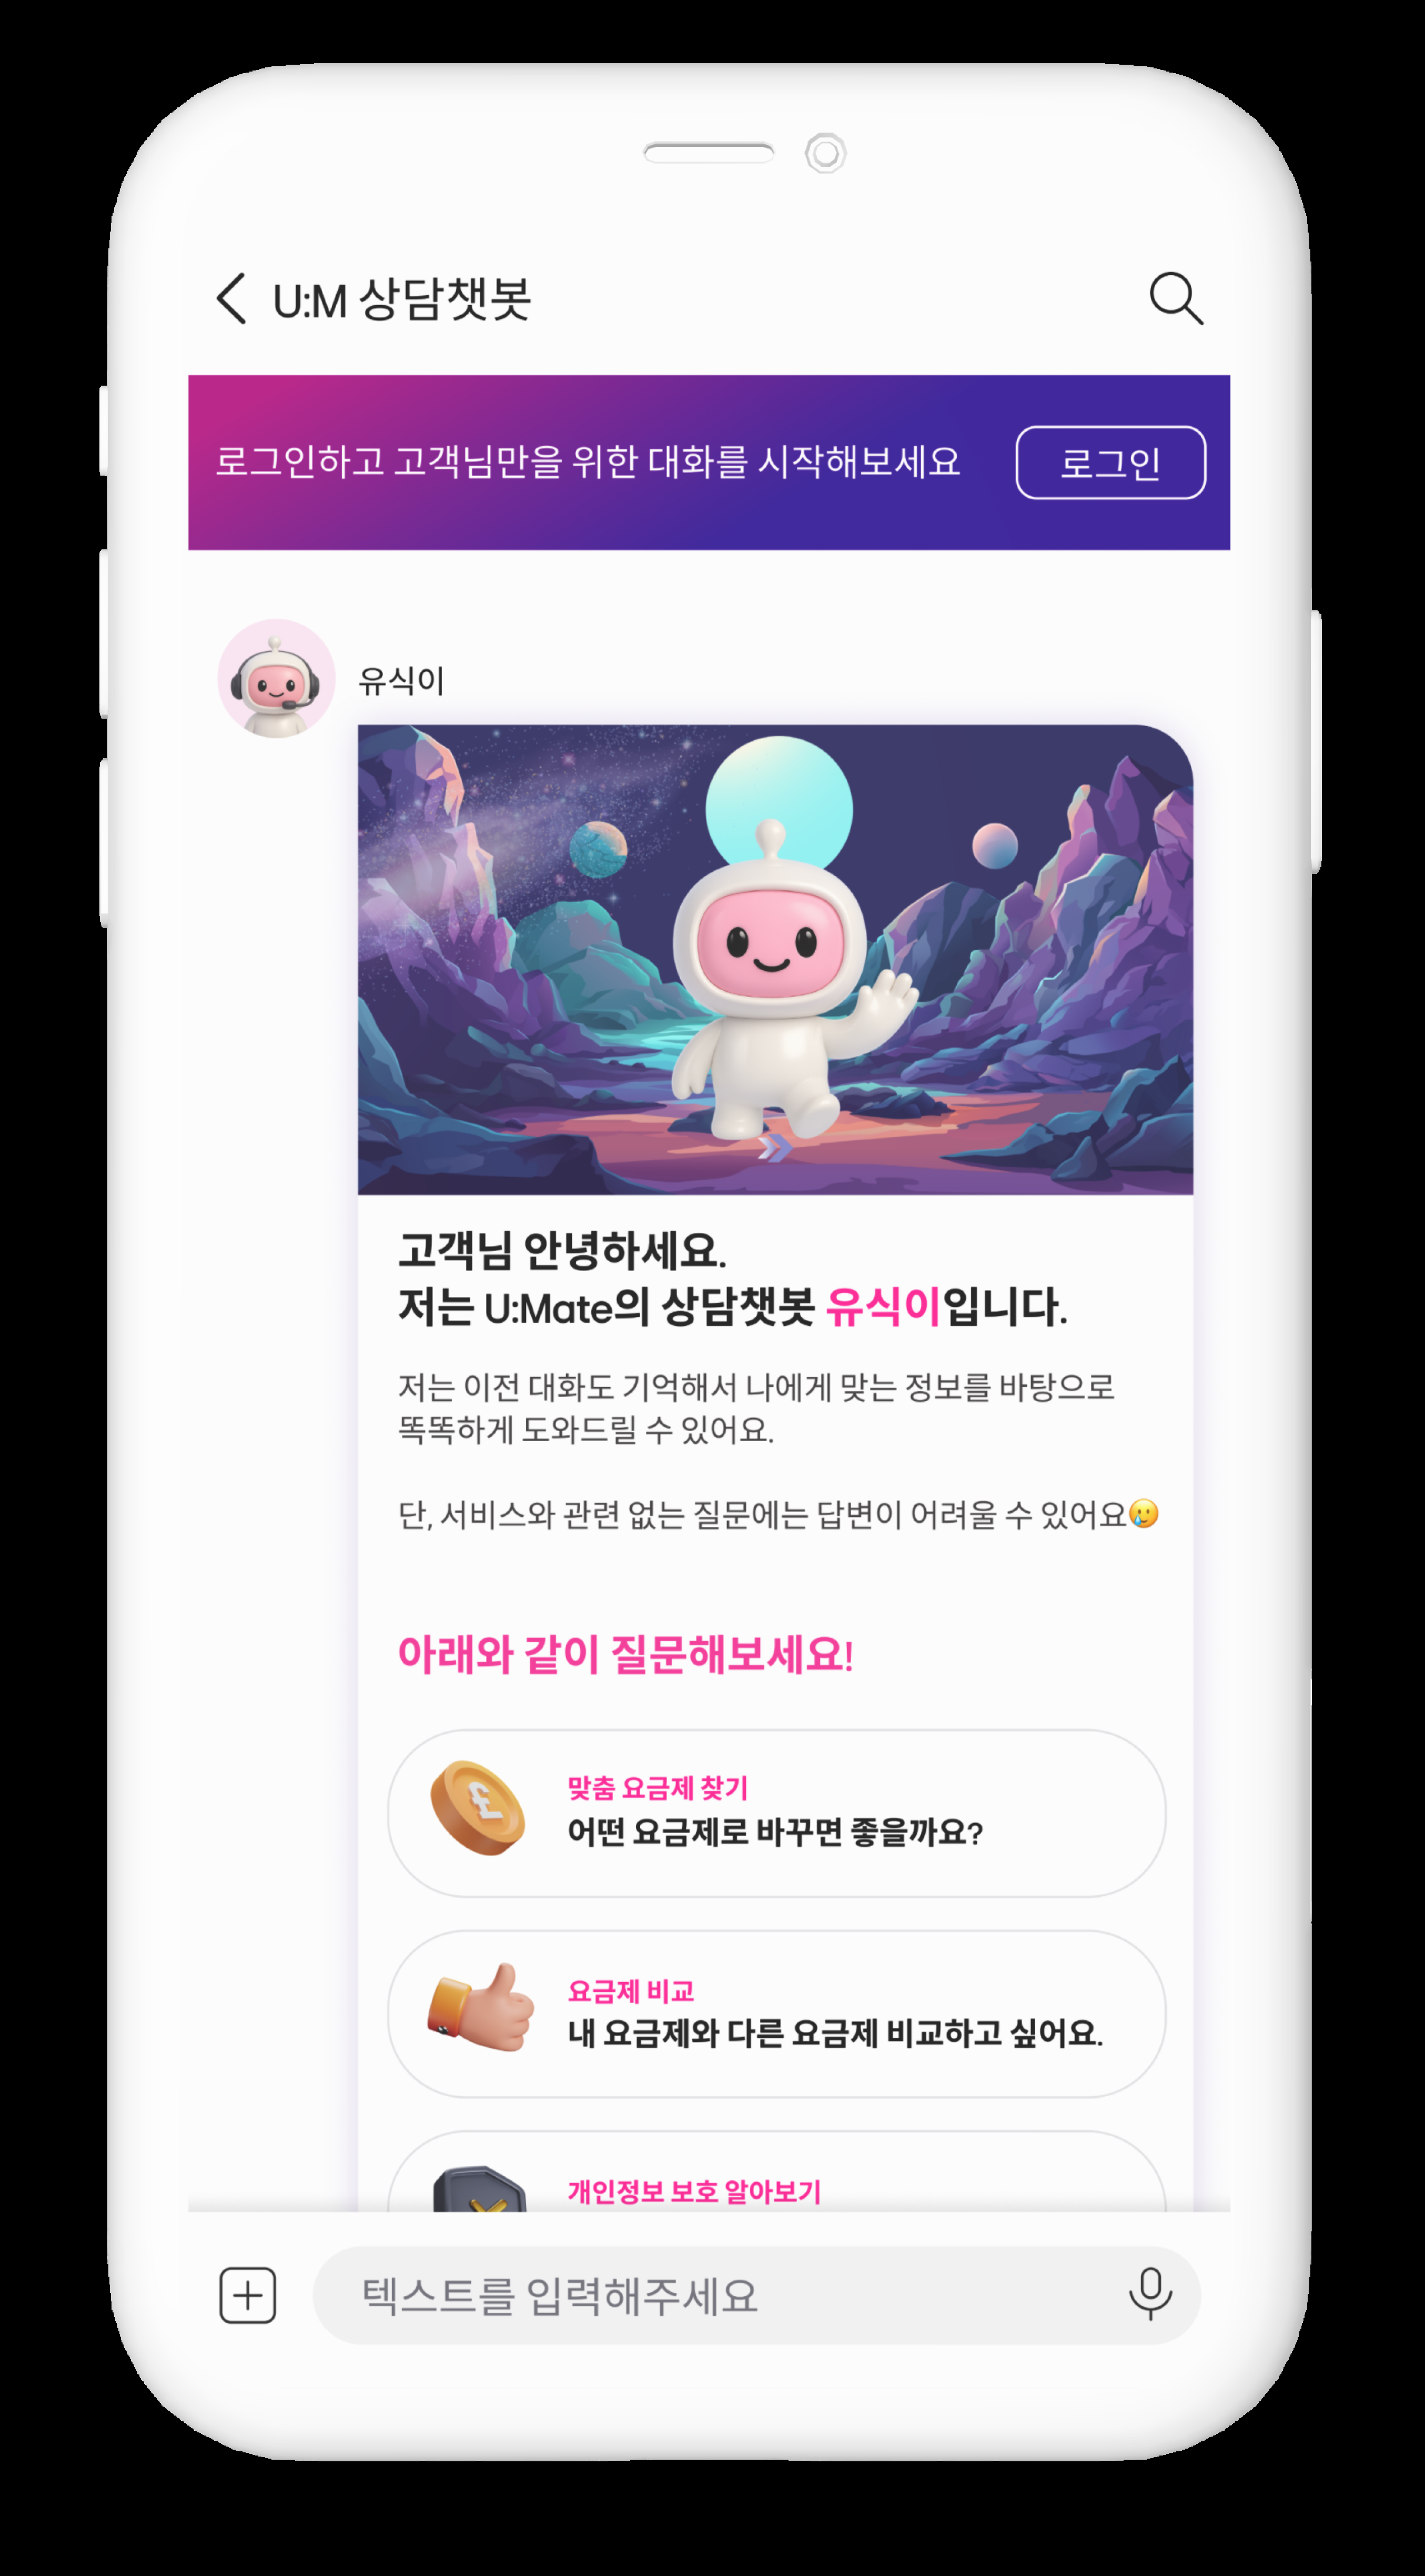 U:M 상담챗봇
로그인하고 고객님만을 위한 대화를 시작해보세요
로그인
유식이
고객님 안녕하세요.
저는 U:Mate의 상담챗봇 유식이입니다.
저는 이전 대화도 기억해서 나에게 맞는 정보를 바탕으로
똑똑하게 도와드릴 수 있어요.
단, 서비스와 관련 없는 질문에는 답변이 어려울 수 있어요🥲
아래와 같이 질문해보세요!
£
맞춤 요금제 찾기
어떤 요금제로 바꾸면 좋을까요?
요금제 비교
내 요금제와 다른 요금제 비교하고 싶어요.
개인정보 보호 알아보기
텍스트를 입력해주세요